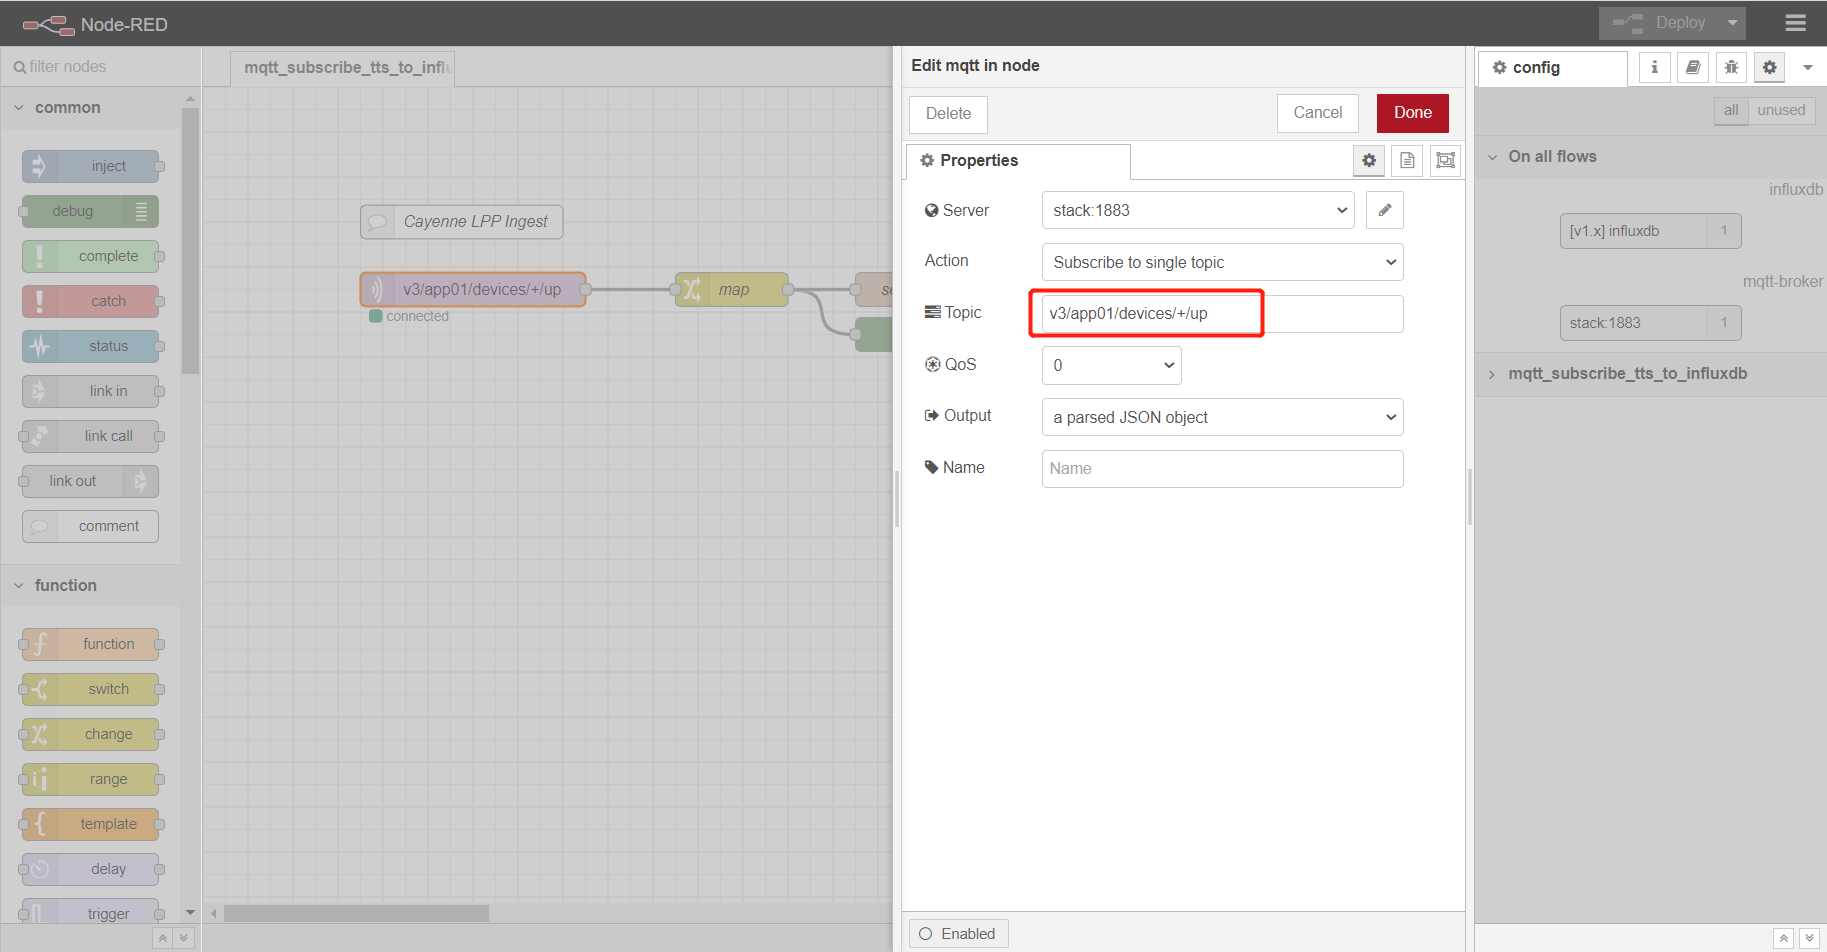 Node-RED
Deploy
filter nodes
common
inject
debug
complete
catch
status
link in
link call
link out
comment
function
function
switch
change
range
template
delay
trigger
mqtt_subscribe_tts_to_infl
Cayenne LPP Ingest
v3/app01/devices/+/up
connected
map
Edit mqtt in node
Delete
Cancel
Done
Properties
Server
stack:1883
Action
Subscribe to single topic
Topic
v3/app01/devices/+/up
QoS
0
Output
a parsed JSON object
Name
Name
Enabled
config
all
unused
On all flows
influxdb
[v1.x] influxdb
1
mqtt-broker
stack:1883
1
mqtt_subscribe_tts_to_influxdb